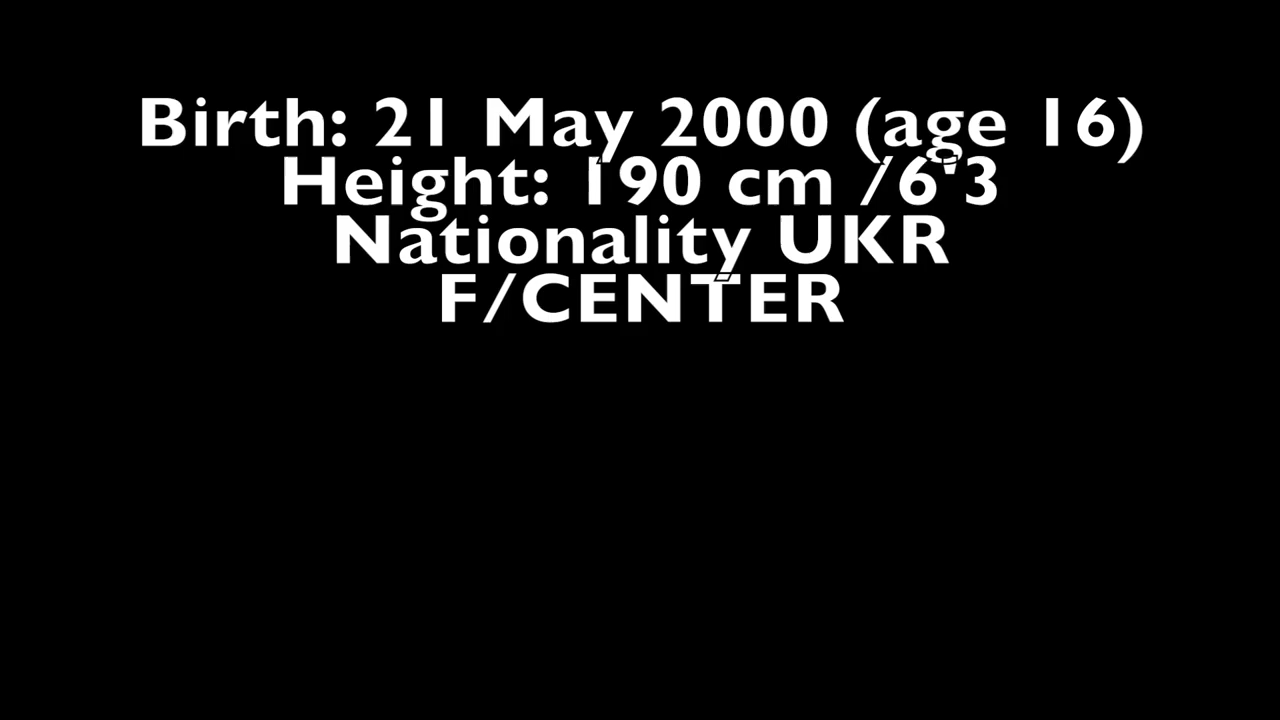 Birth: 21 May 2000 (age 16)
Height: 190 cm /6'3
Nationality UKR
F/CENTER